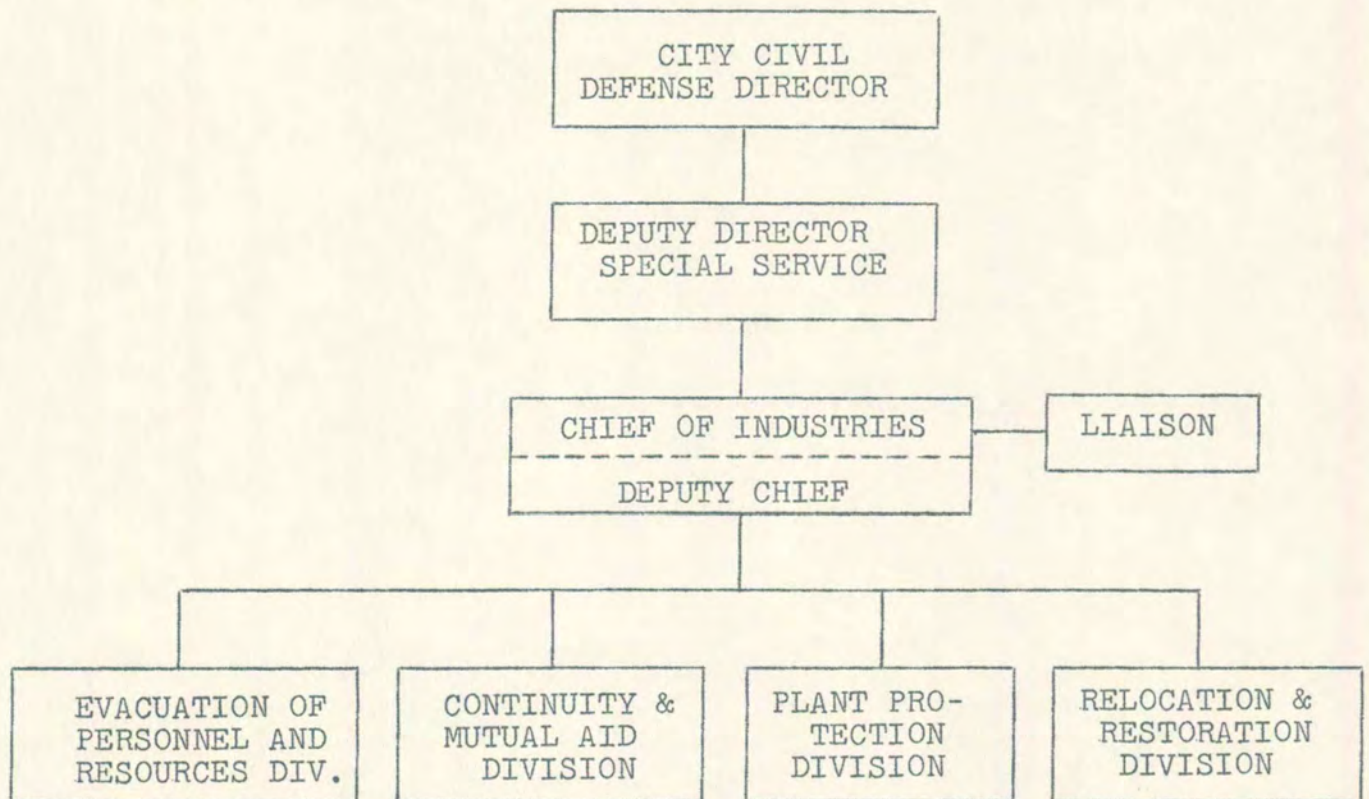 CITY CIVIL
DEFENSE DIRECTOR
DEPUTY DIRECTOR
SPECIAL SERVICE
CHIEF OF INDUSTRIES
DEPUTY CHIEF
LIAISON
EVACUATION OF
PERSONNEL AND
RESOURCES DIV.
CONTINUITY &
MUTUAL AID
DIVISION
PLANT PRO-
TECTION
DIVISION
RELOCATION &
RESTORATION
DIVISION